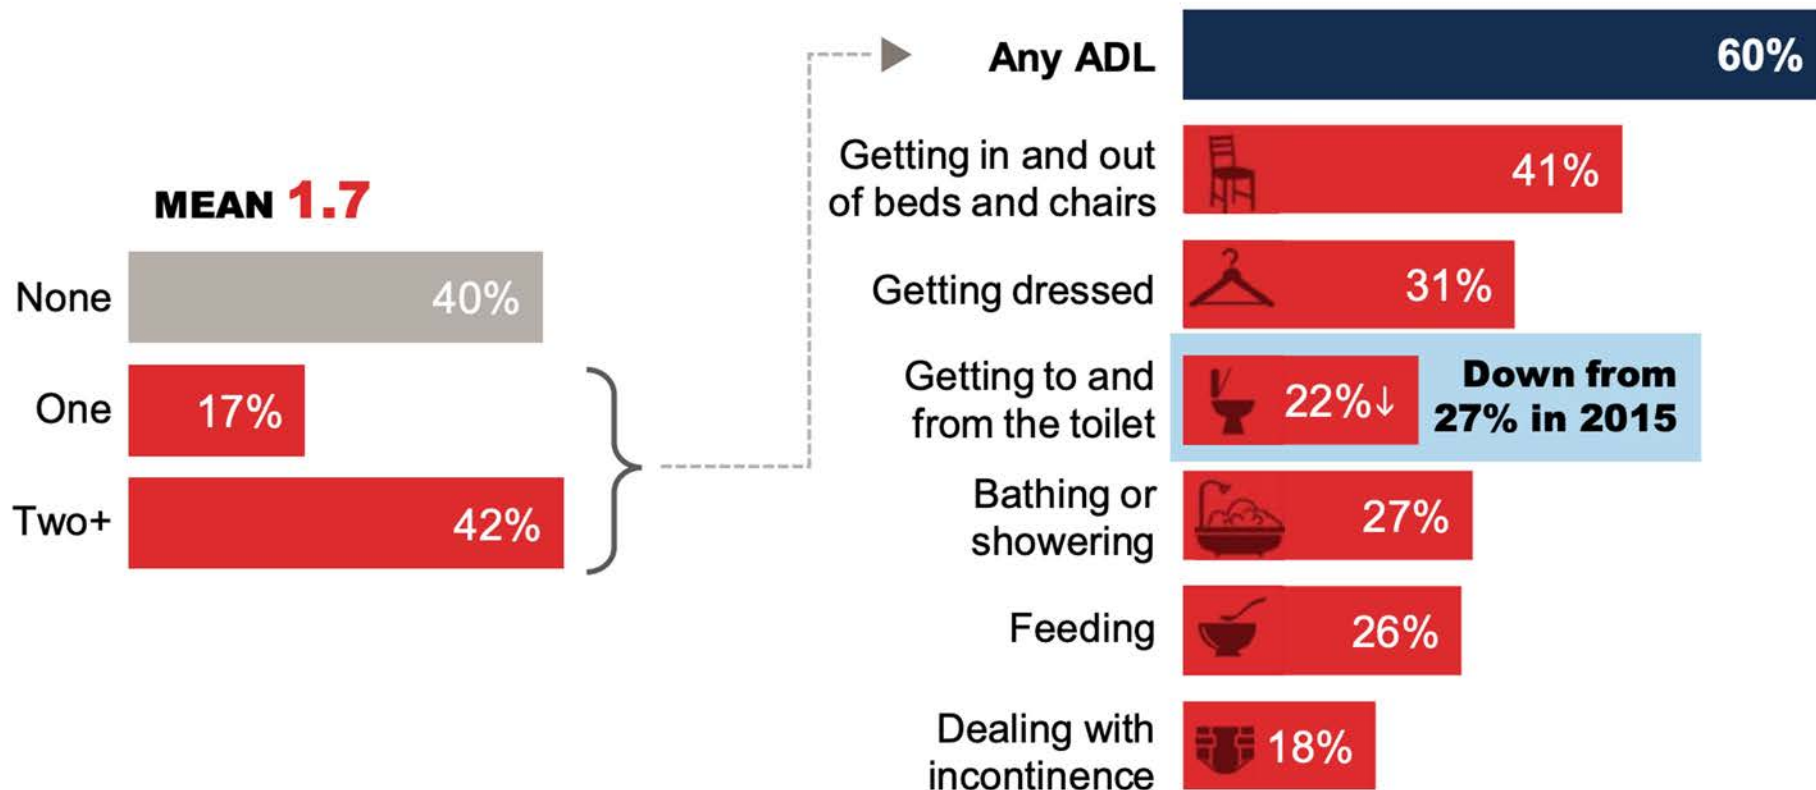 MEAN 1.7
None 40%
One 17%
Two+ 42%
Any ADL 60%
Getting in and out
of beds and chairs
41%
Getting dressed 31%
Getting to and
from the toilet
22%↓
Down from
27% in 2015
Bathing or
showering
27%
Feeding 26%
Dealing with
incontinence
18%